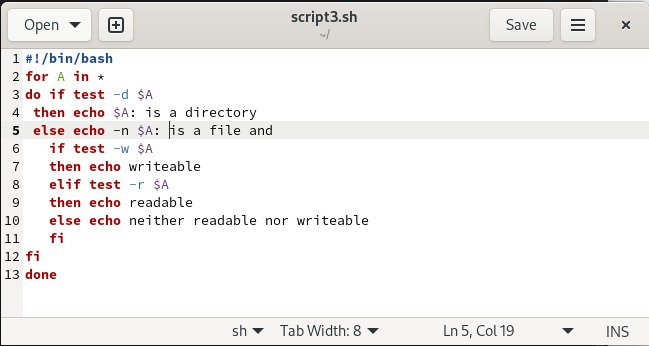 Open
script3.sh
~/
Save
1 #!/bin/bash
2 for A in *
3 do if test -d $A
4  then echo $A: is a directory
5  else echo -n $A: is a file and
6    if test -w $A
7    then echo writeable
8    elif test -r $A
9    then echo readable
10    else echo neither readable nor writeable
11    fi
12 fi
13 done
sh Tab Width: 8 Ln 5, Col 19 INS